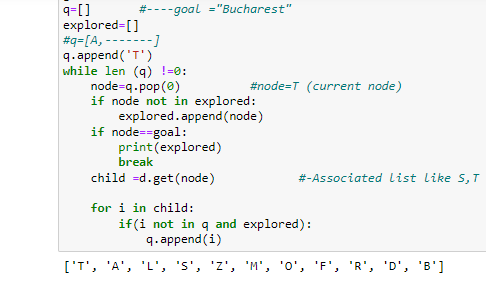 q=[]       #----goal ="Bucharest"
explored=[]
#q=[A,-------]
q.append('T')
while len (q) !=0:
    node=q.pop(0)          #node=T (current node)
    if node not in explored:
        explored.append(node)
    if node==goal:
        print(explored)
        break
    child =d.get(node)            #-Associated list like S,T
    for i in child:
        if(i not in q and explored):
            q.append(i)
['T', 'A', 'L', 'S', 'Z', 'M', 'O', 'F', 'R', 'D', 'B']